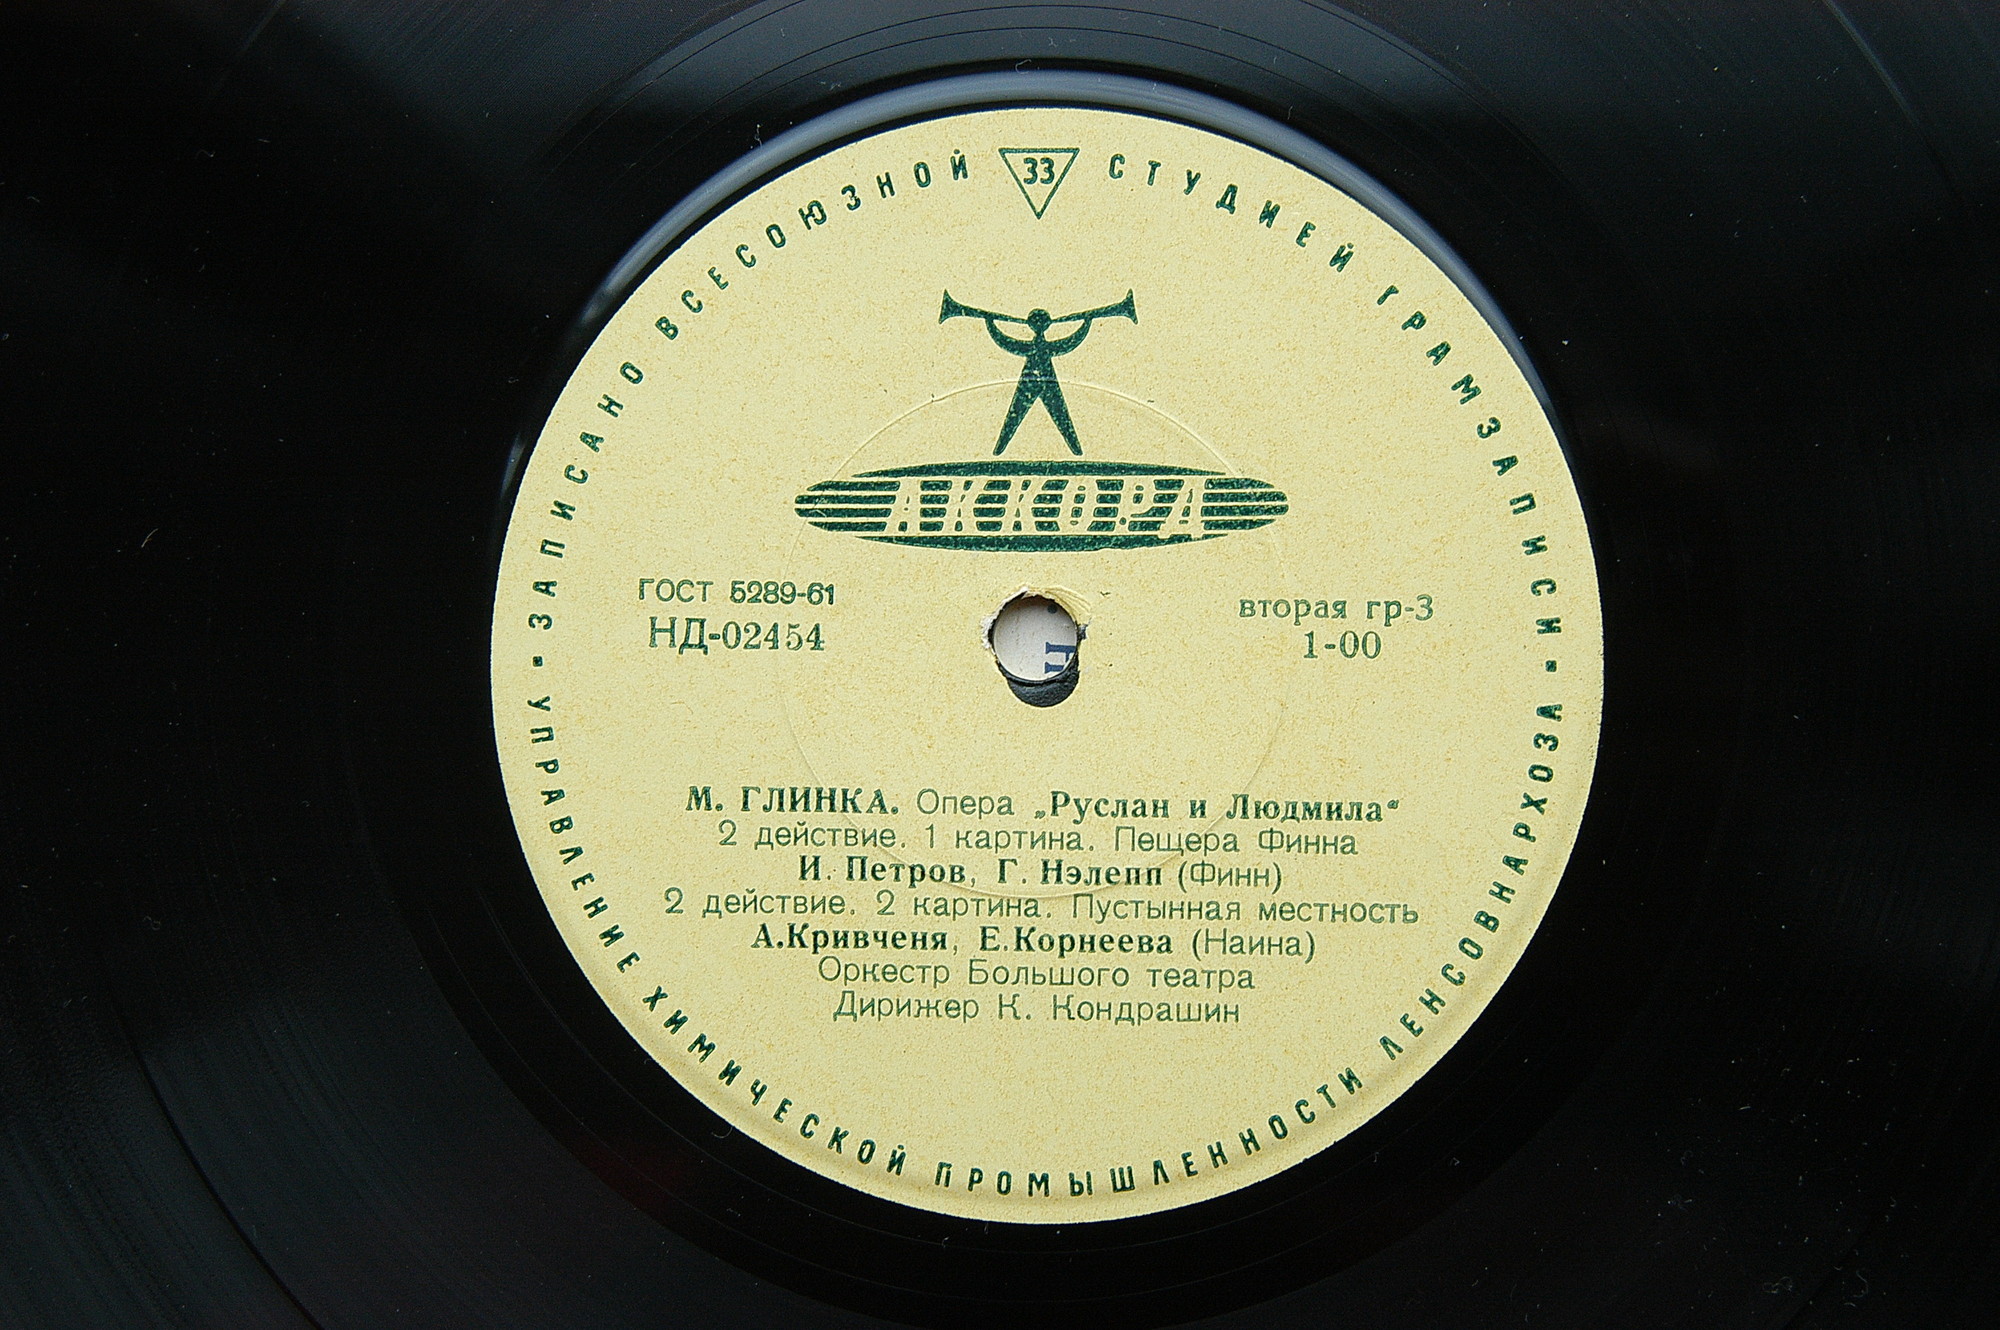 ЗАПИСАНО ВСЕСОЮЗНОЙ СТУДИЕЙ ГРАМЗАПИСИ
33
АККОРД
ГОСТ 5289-61
НД-02454
вторая гр-3
1-00
М. ГЛИНКА. Опера „Руслан и Людмила“
2 действие. 1 картина. Пещера Финна
И. Петров, Г. Нэлепп (Финн)
2 действие. 2 картина. Пустынная местность
А.Кривченя, Е.Корнеева (Наина)
Оркестр Большого театра
Дирижер К. Кондрашин
УПРАВЛЕНИЕ ХИМИЧЕСКОЙ ПРОМЫШЛЕННОСТИ ЛЕНСОВНАРХОЗА